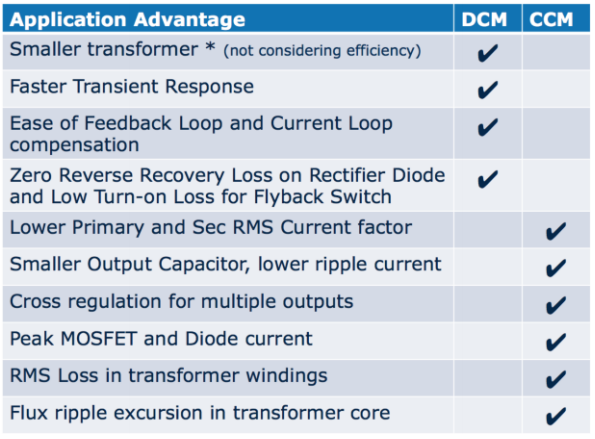 Application Advantage DCM CCM
Smaller transformer * (not considering efficiency) ✔
Faster Transient Response ✔
Ease of Feedback Loop and Current Loop ✔
compensation
Zero Reverse Recovery Loss on Rectifier Diode ✔
and Low Turn-on Loss for Flyback Switch
Lower Primary and Sec RMS Current factor ✔
Smaller Output Capacitor, lower ripple current ✔
Cross regulation for multiple outputs ✔
Peak MOSFET and Diode current ✔
RMS Loss in transformer windings ✔
Flux ripple excursion in transformer core ✔